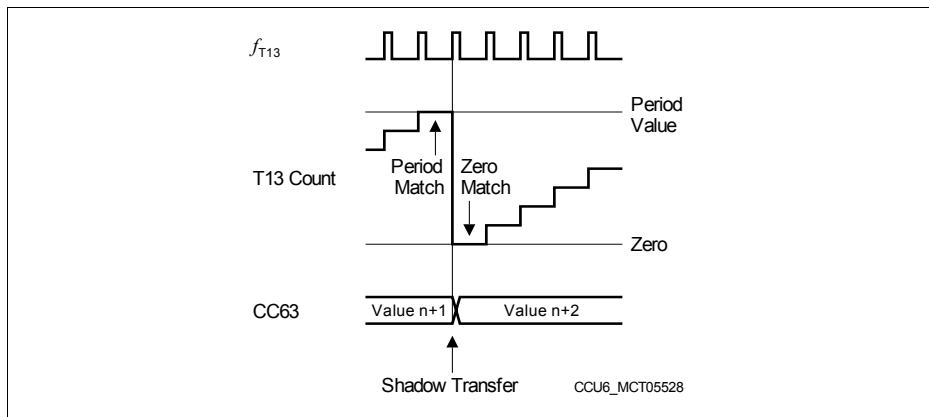 fT13
Period
Value
Period
Match
Zero
Match
T13 Count
Zero
CC63
Value n+1
Value n+2
Shadow Transfer
CCU6_MCT05528